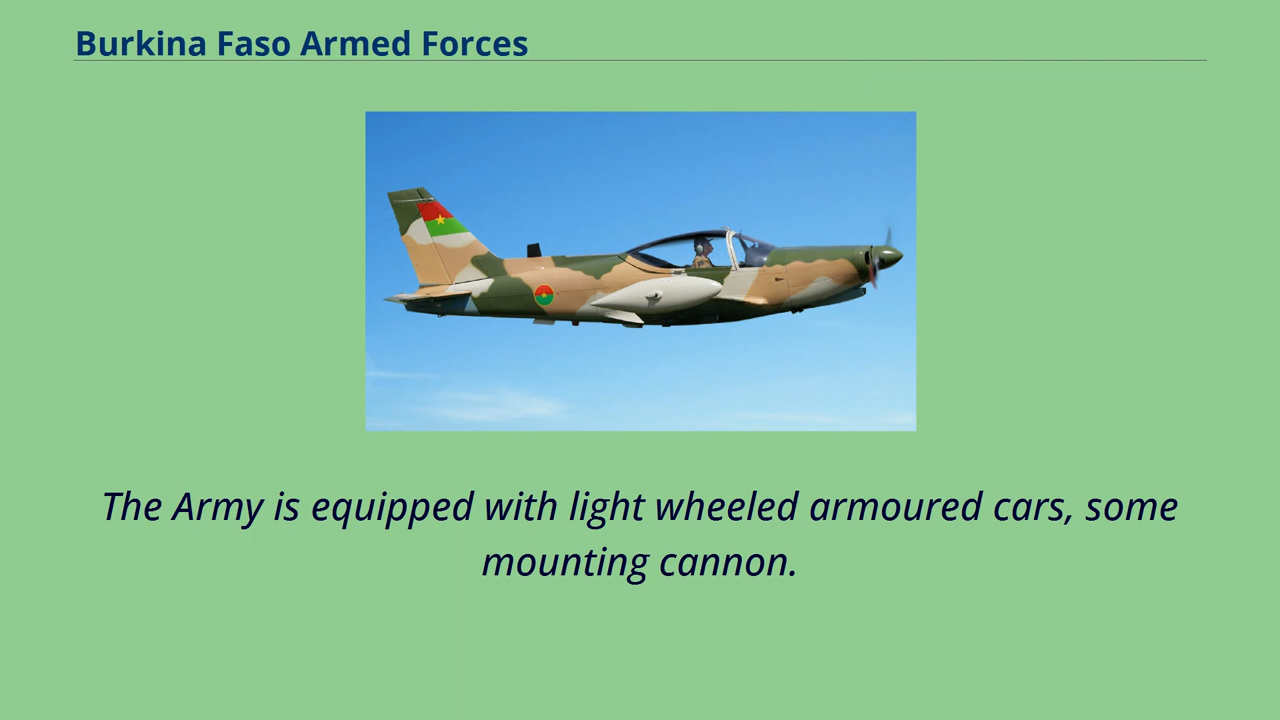 Burkina Faso Armed Forces
The Army is equipped with light wheeled armoured cars, some
mounting cannon.